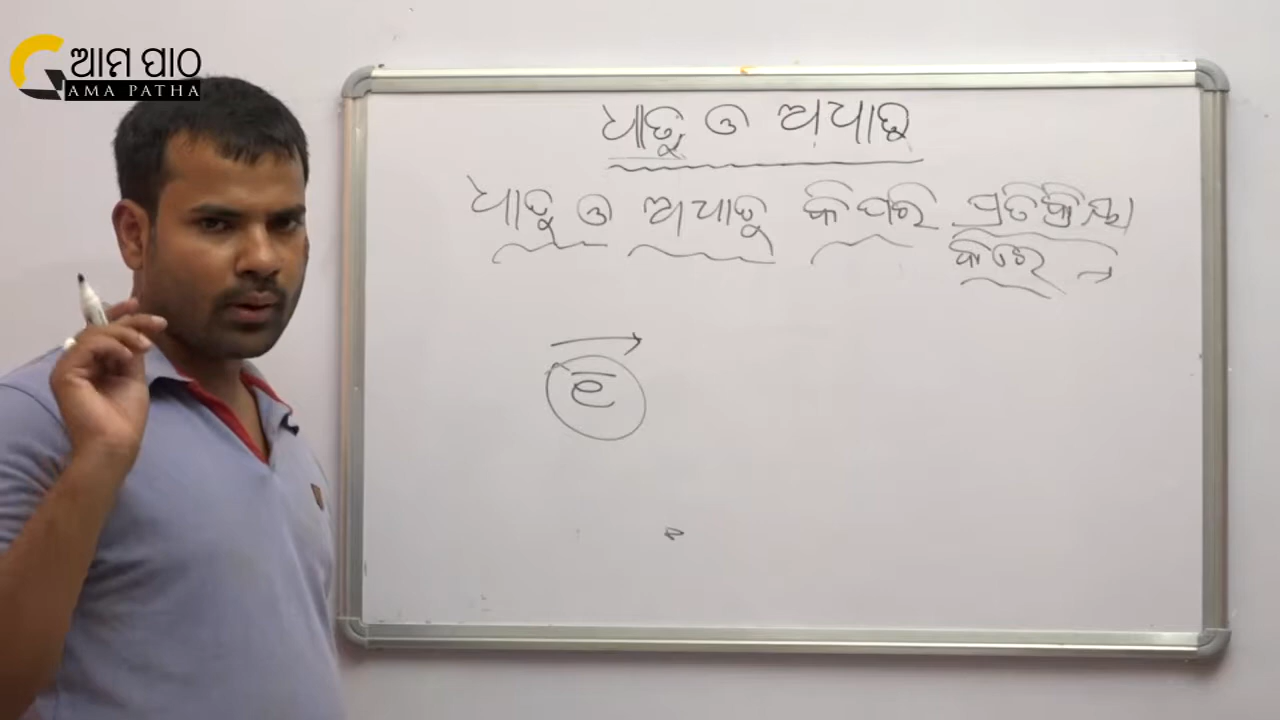 ଆମ ପାଠ
AMA PATHA
ଧାତୁ ଓ ଅଧାତୁ
ଧାତୁ ଓ ଅଧାତୁ କିପରି ପ୍ରତିକ୍ରିୟା
କରେ
e